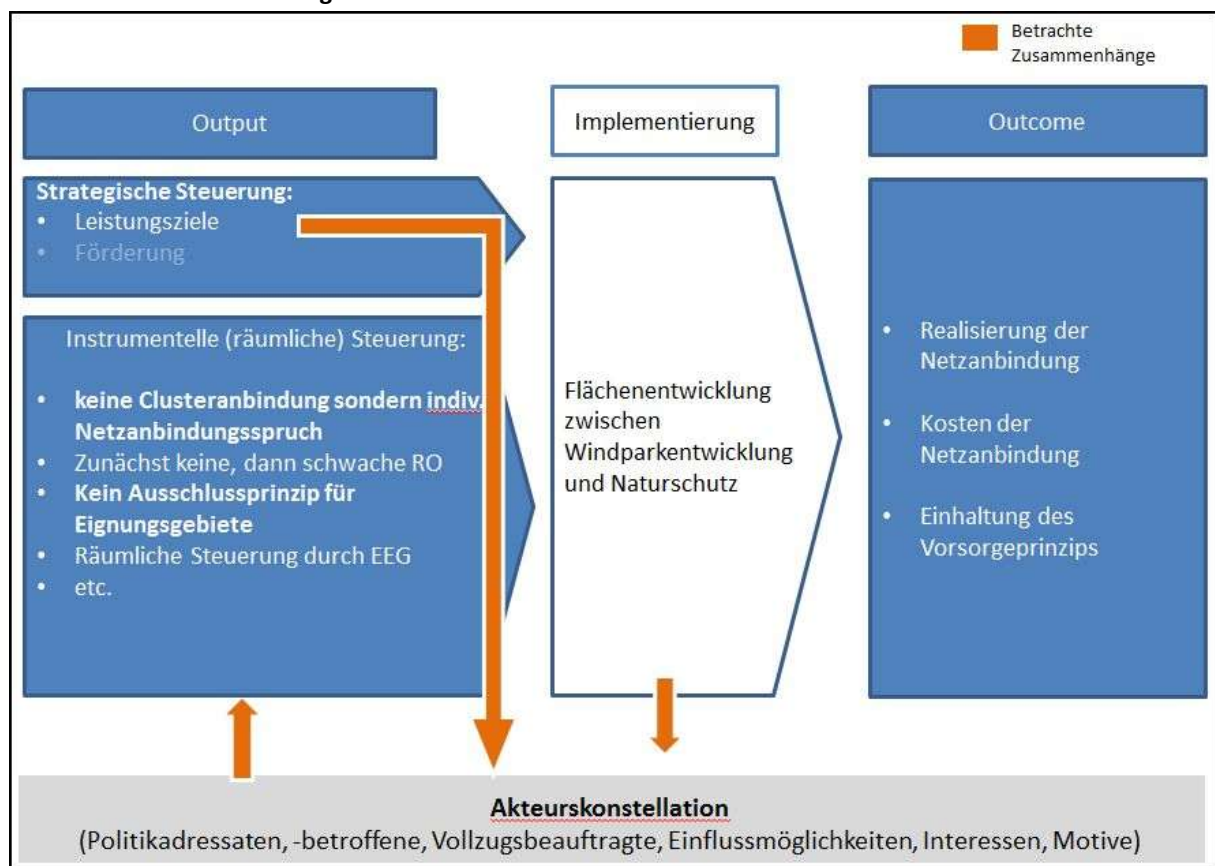 Betrachte
Zusammenhänge
Output
Implementierung
Outcome
Strategische Steuerung:
• Leistungsziele
• Förderung
Instrumentelle (räumliche) Steuerung:
• keine Clusteranbindung sondern indiv.
Netzanbindungsspruch
• Zunächst keine, dann schwache RO
• Kein Ausschlussprinzip für
Eignungsgebiete
• Räumliche Steuerung durch EEG
• etc.
Flächenentwicklung
zwischen
Windparkentwicklung
und Naturschutz
• Realisierung der
Netzanbindung
• Kosten der
Netzanbindung
• Einhaltung des
Vorsorgeprinzips
Akteurskonstellation
(Politikadressaten, -betroffene, Vollzugsbeauftragte, Einflussmöglichkeiten, Interessen, Motive)